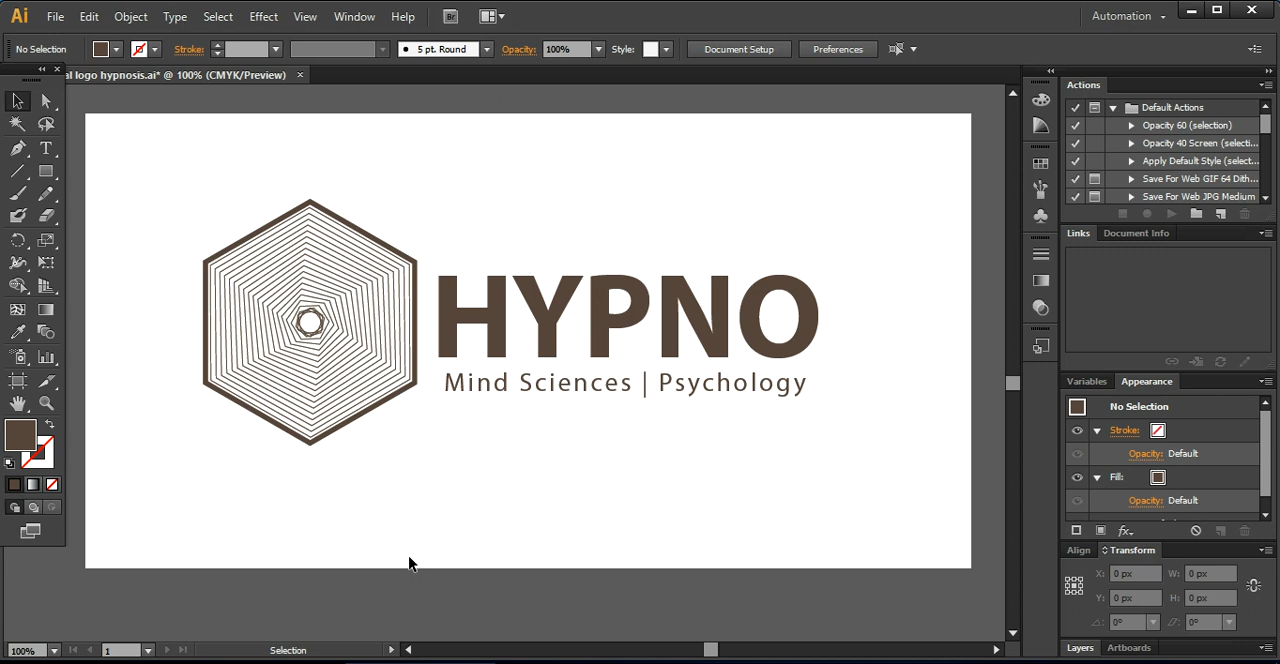 Ai File Edit Object Type Select Effect View Window Help Br Automation
No Selection Stroke: 5 pt. Round Opacity: 100% Style: Document Setup Preferences
al logo hypnosis.ai* @ 100% (CMYK/Preview)
HYPNO
Mind Sciences | Psychology
Actions
Default Actions
Opacity 60 (selection)
Opacity 40 Screen (selecti...
Apply Default Style (select...
Save For Web GIF 64 Dith...
Save For Web JPG Medium
Links Document Info
Variables Appearance
No Selection
Stroke:
Opacity: Default
Fill:
Opacity: Default
fx
Align Transform
X: 0 px W: 0 px
Y: 0 px H: 0 px
0° 0°
Layers Artboards
100% 1 Selection